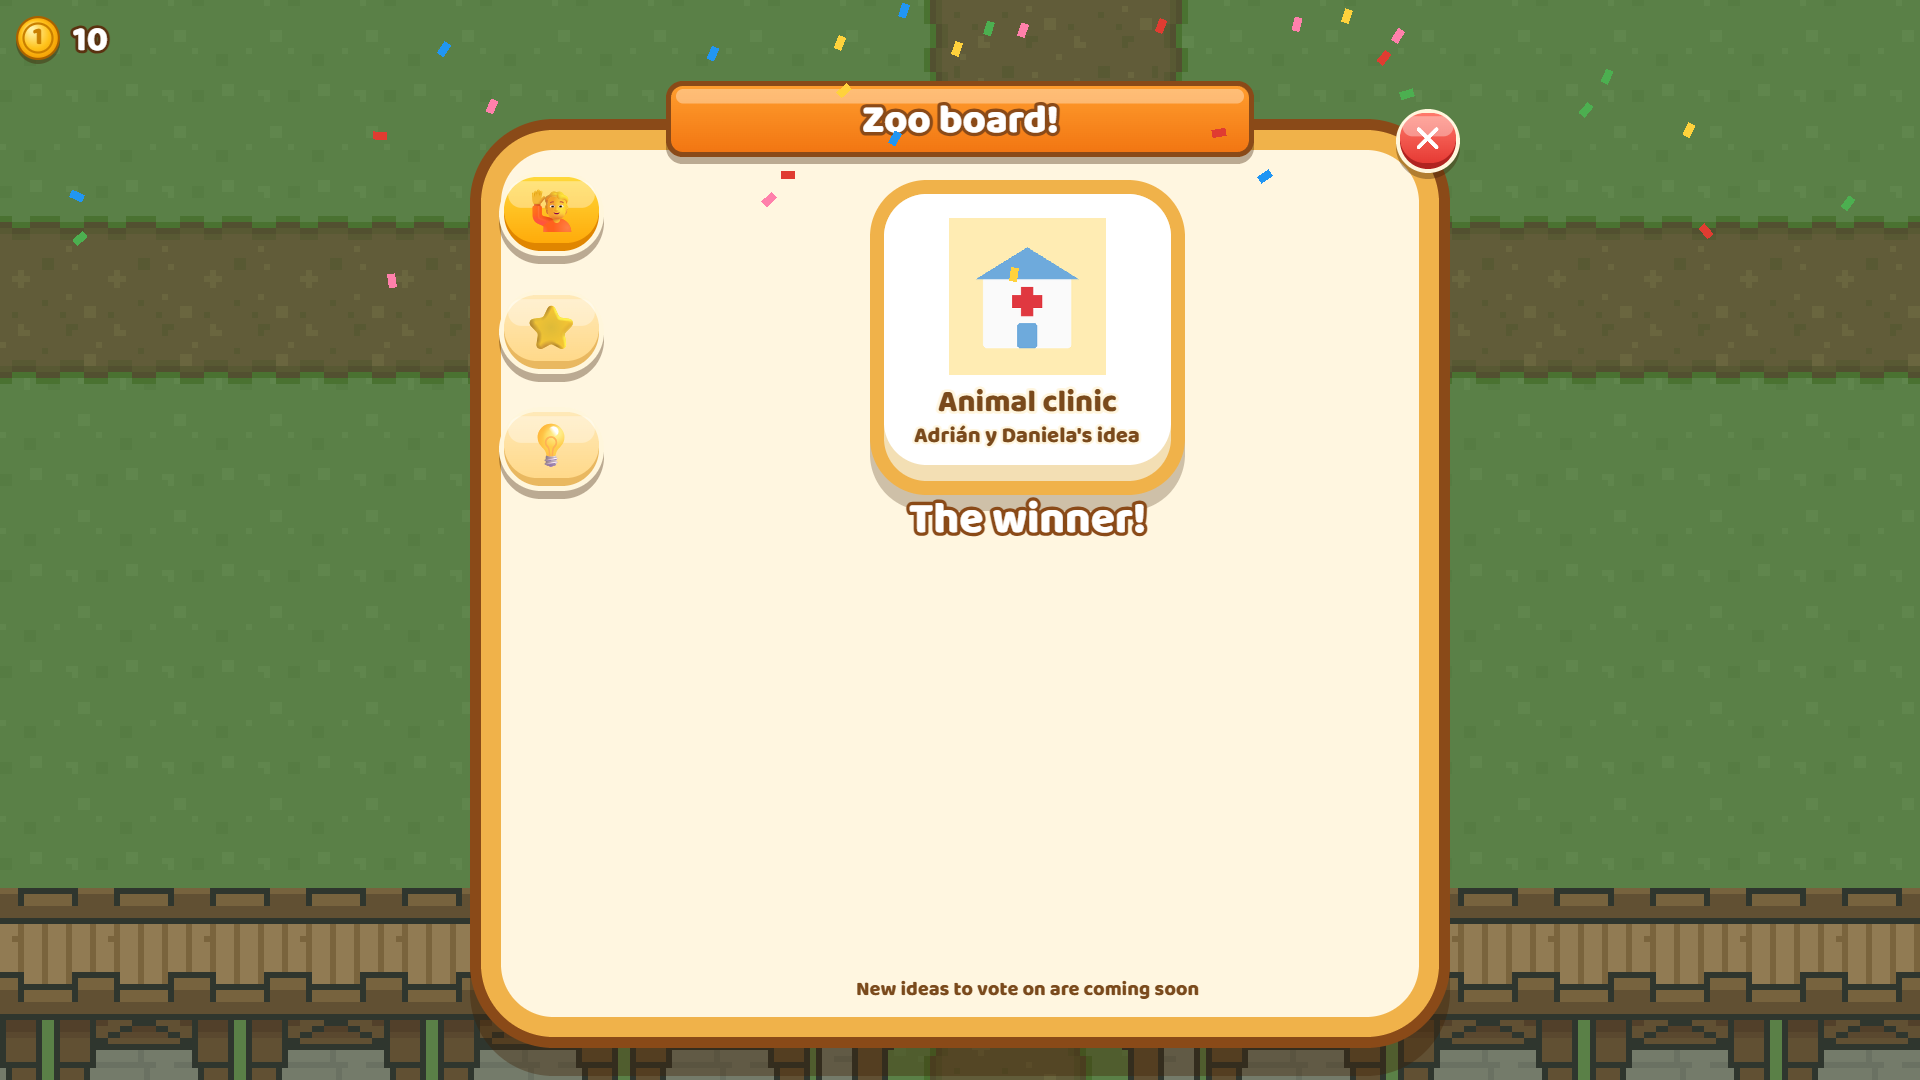 10
Zoo board!
Animal clinic
Adrián y Daniela's idea
The winner!
New ideas to vote on are coming soon